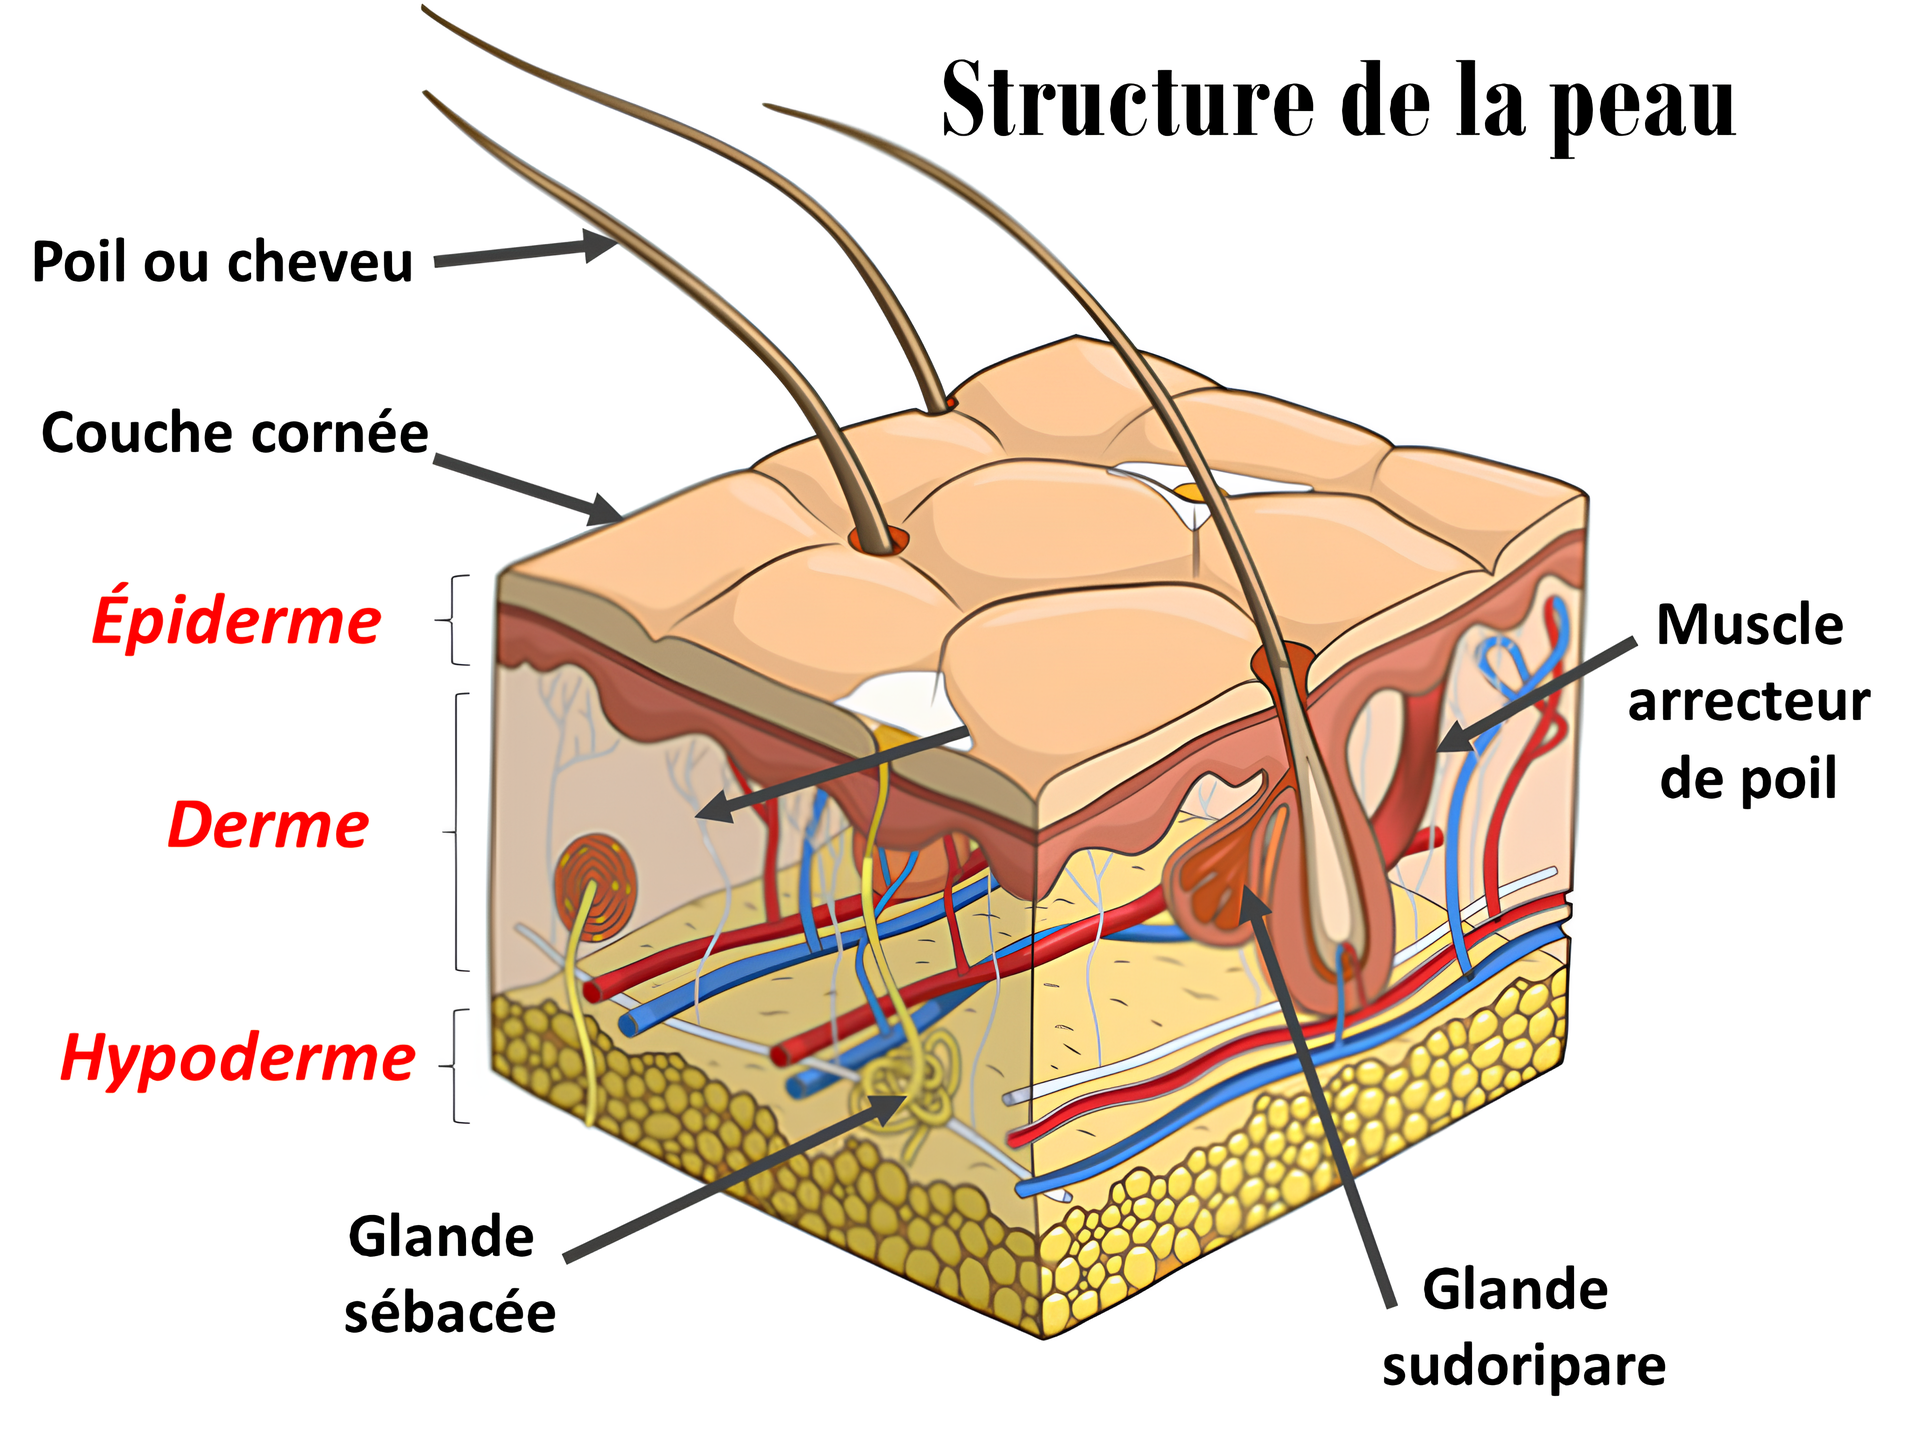 Structure de la peau
Poil ou cheveu
Couche cornée
Épiderme
Muscle
arrecteur
de poil
Derme
Hypoderme
Glande
sébacée
Glande
sudoripare